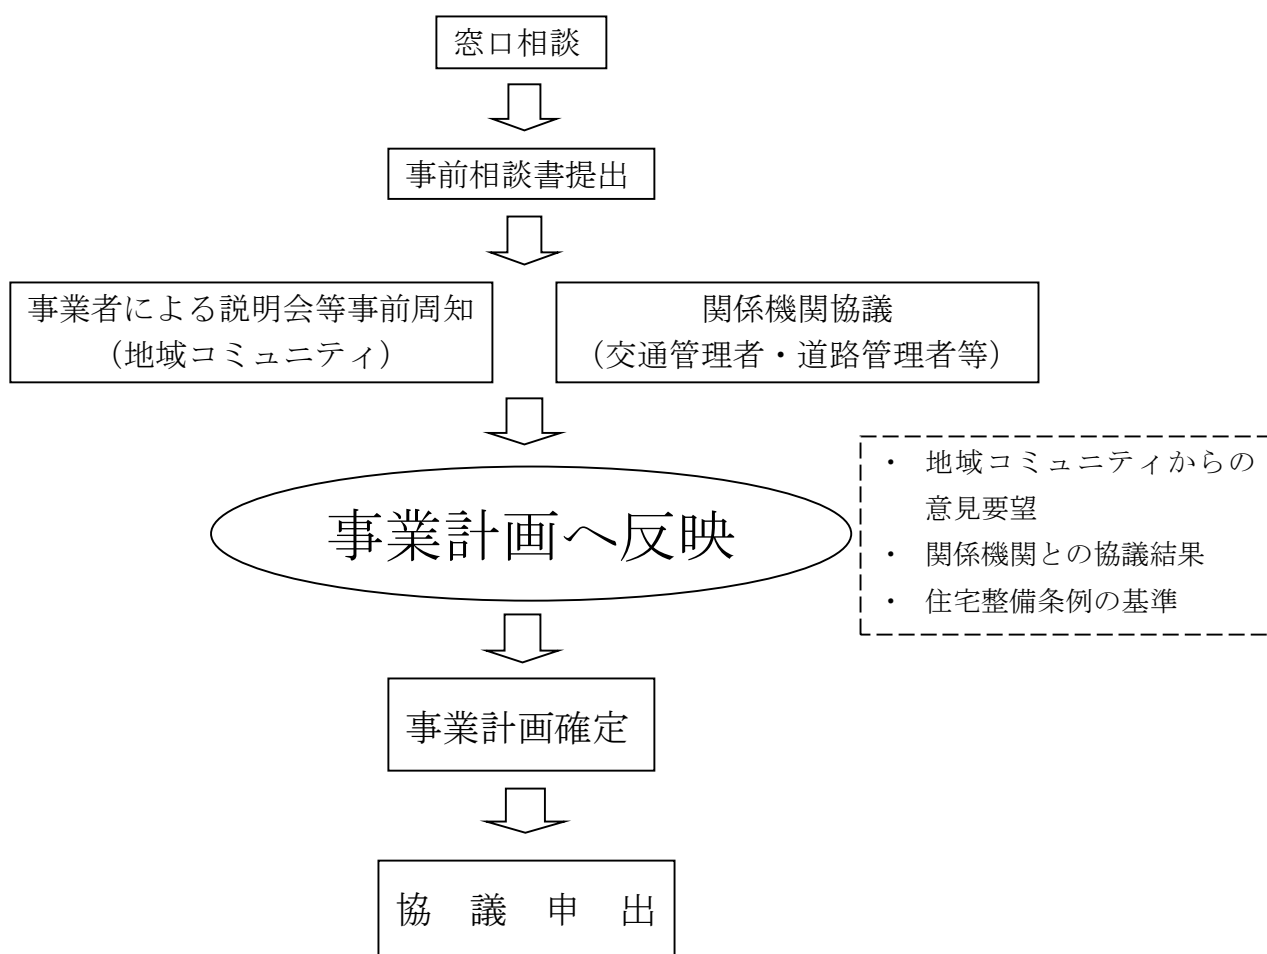 窓口相談
事前相談書提出
事業者による説明会等事前周知
（地域コミュニティ）
関係機関協議
（交通管理者・道路管理者等）
事業計画へ反映
・ 地域コミュニティからの
意見要望
・ 関係機関との協議結果
・ 住宅整備条例の基準
事業計画確定
協 議 申 出